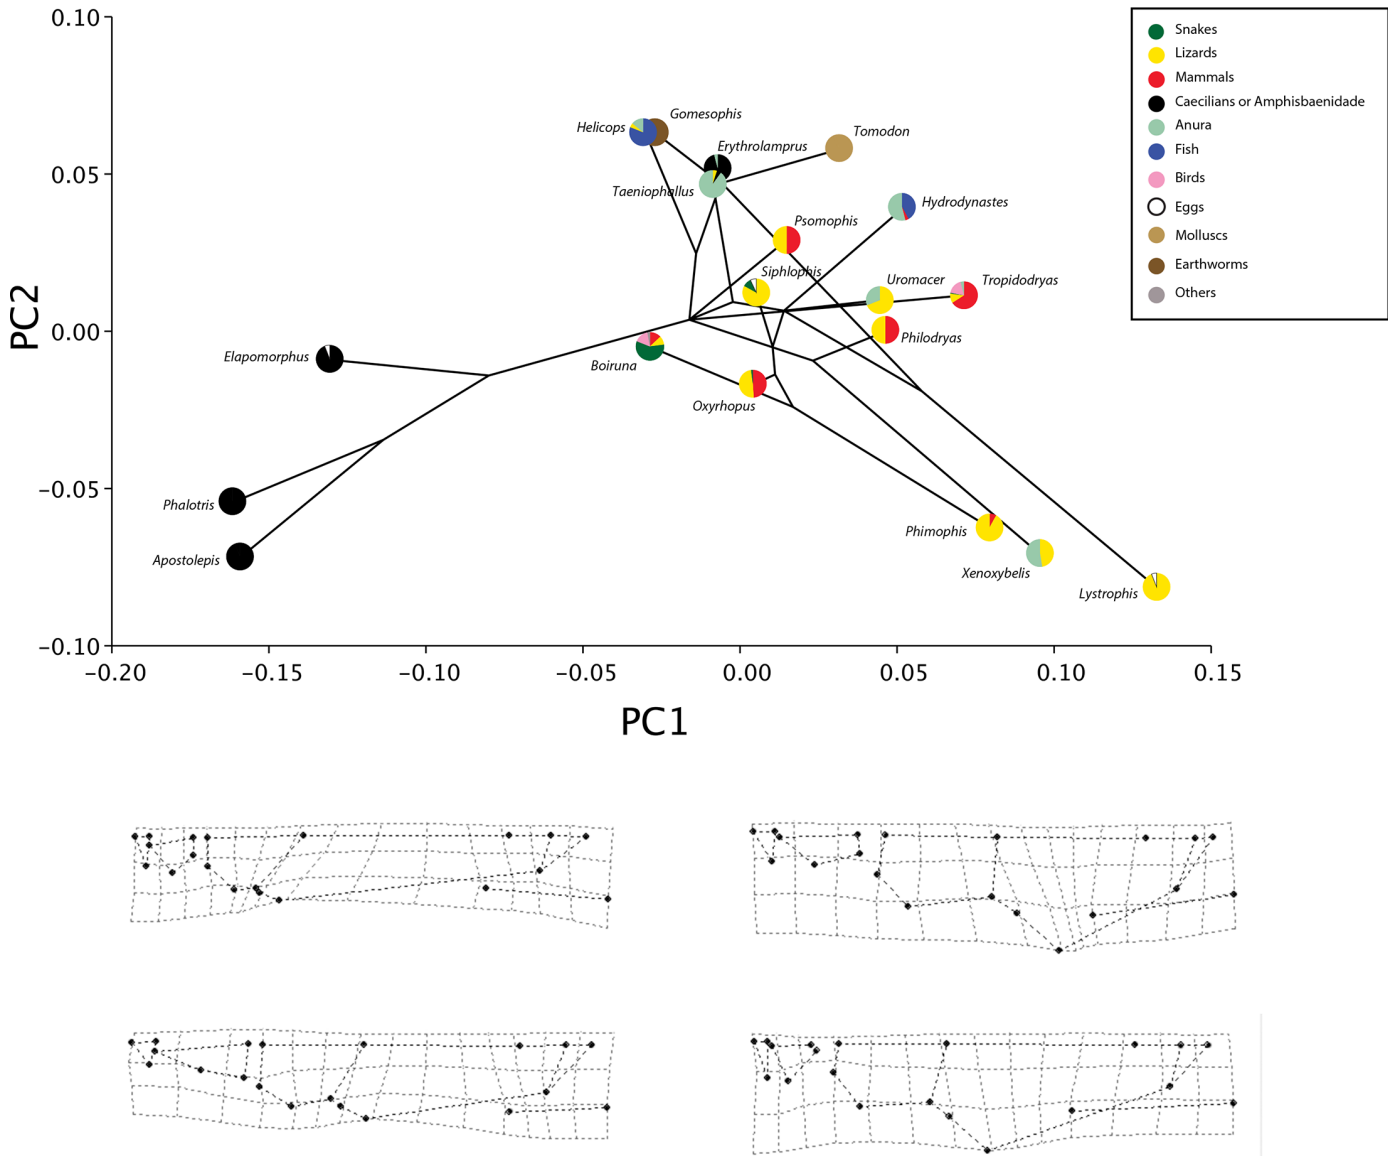 0.10
0.05
0.00
−0.05
−0.10
PC2
−0.20
−0.15
−0.10
−0.05
0.00
0.05
0.10
0.15
PC1
Helicops
Gomesophis
Erythrolamprus
Tomodon
Taeniophallus
Hydrodynastes
Psomophis
Siphlophis
Uromacer
Tropidodryas
Philodryas
Elapomorphus
Boiruna
Oxyrhopus
Phalotris
Apostolepis
Phimophis
Xenoxybelis
Lystrophis
Snakes
Lizards
Mammals
Caecilians or Amphisbaenidade
Anura
Fish
Birds
Eggs
Molluscs
Earthworms
Others